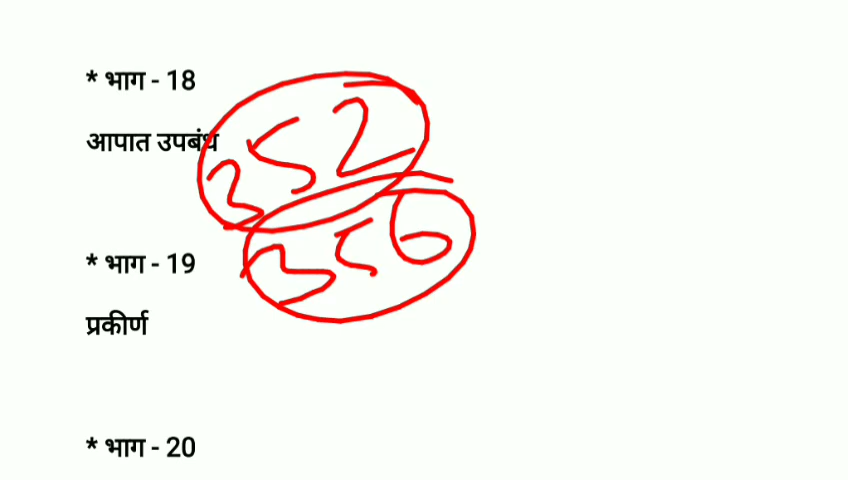 * भाग - 18
आपात उपबंध
352
356
* भाग - 19
प्रकीर्ण
* भाग - 20